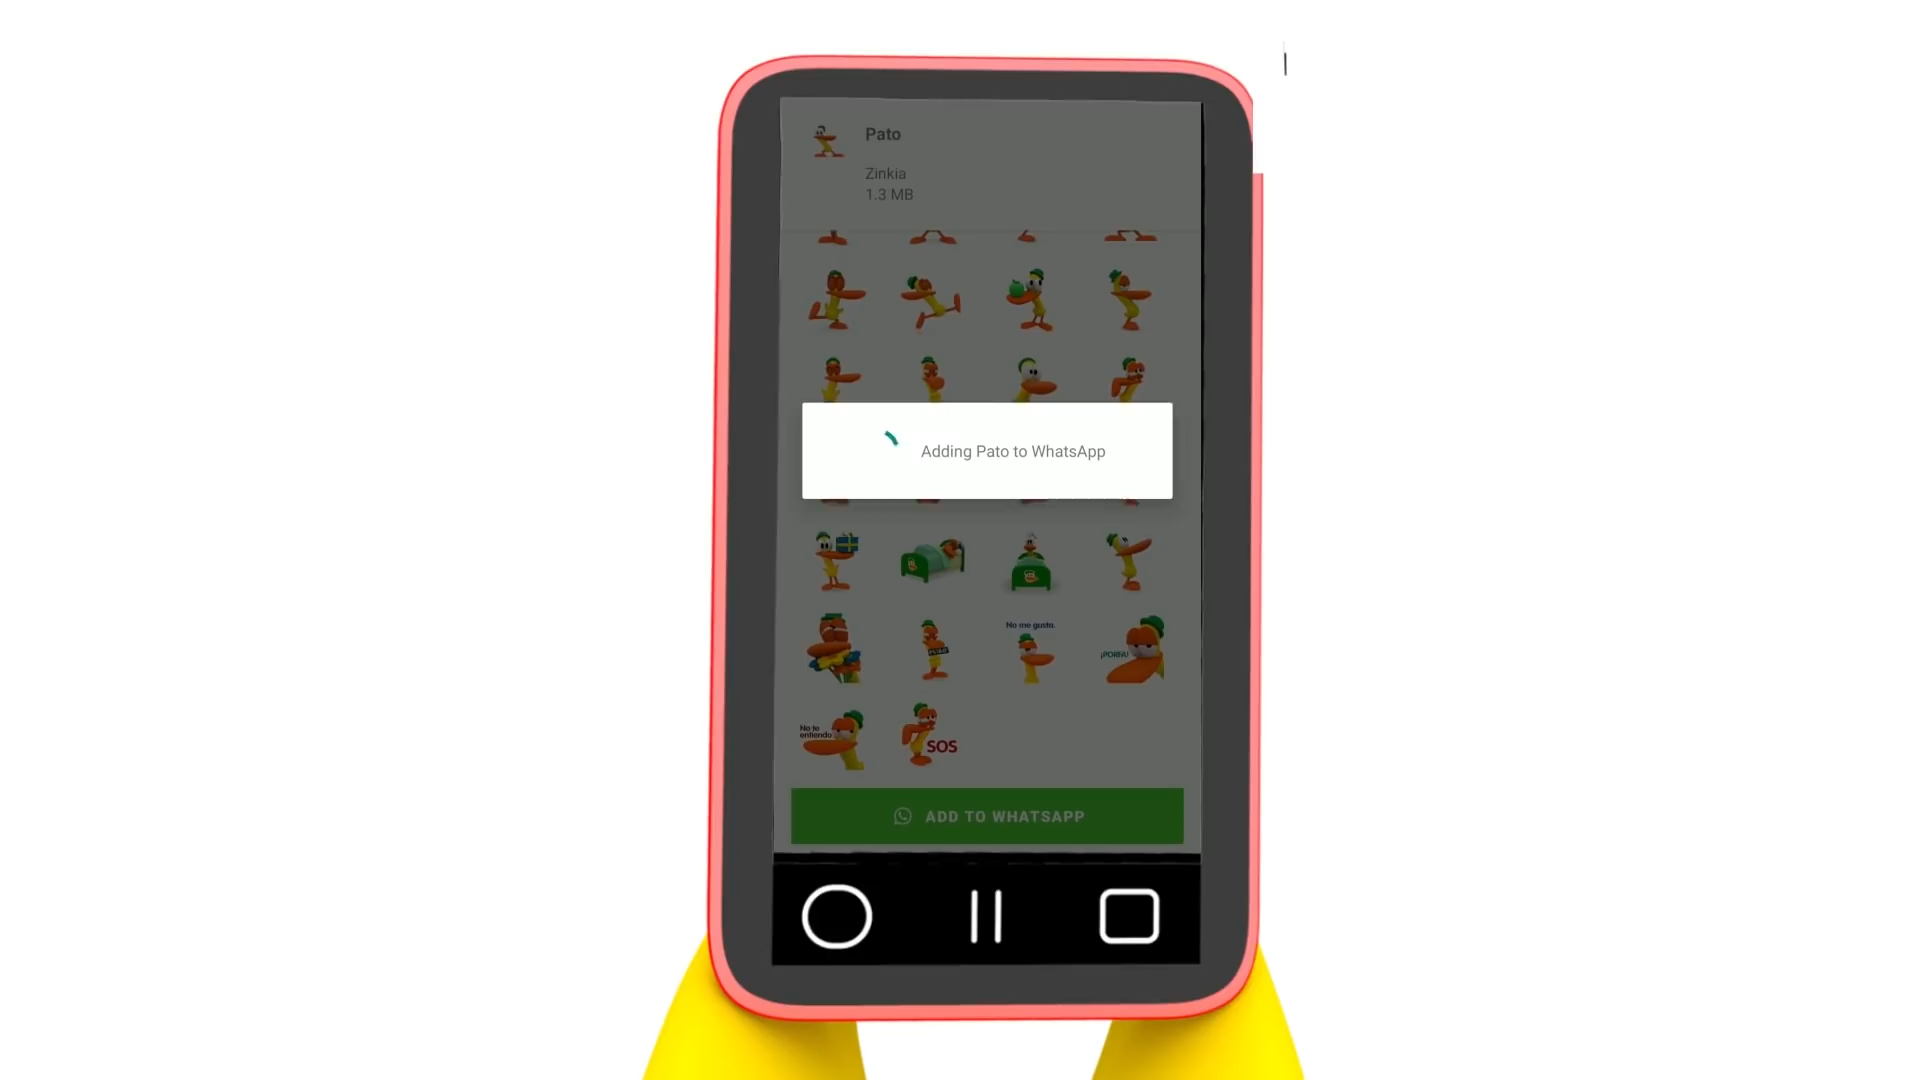 Pato
Zinkia
1.3 MB
Adding Pato to WhatsApp
No me gusta.
¡PORFA!
No te
entiendo
SOS
ADD TO WHATSAPP